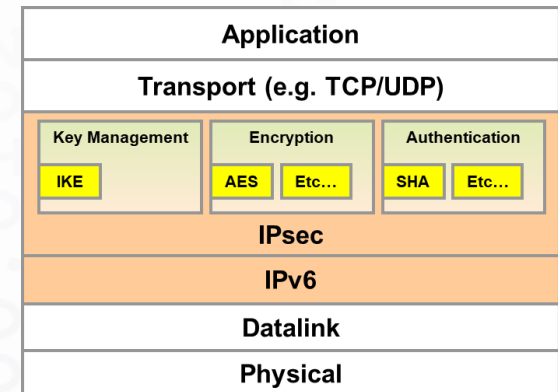 Application
Transport (e.g. TCP/UDP)
Key Management
Encryption
Authentication
IKE
AES
Etc...
SHA
Etc...
IPsec
IPv6
Datalink
Physical